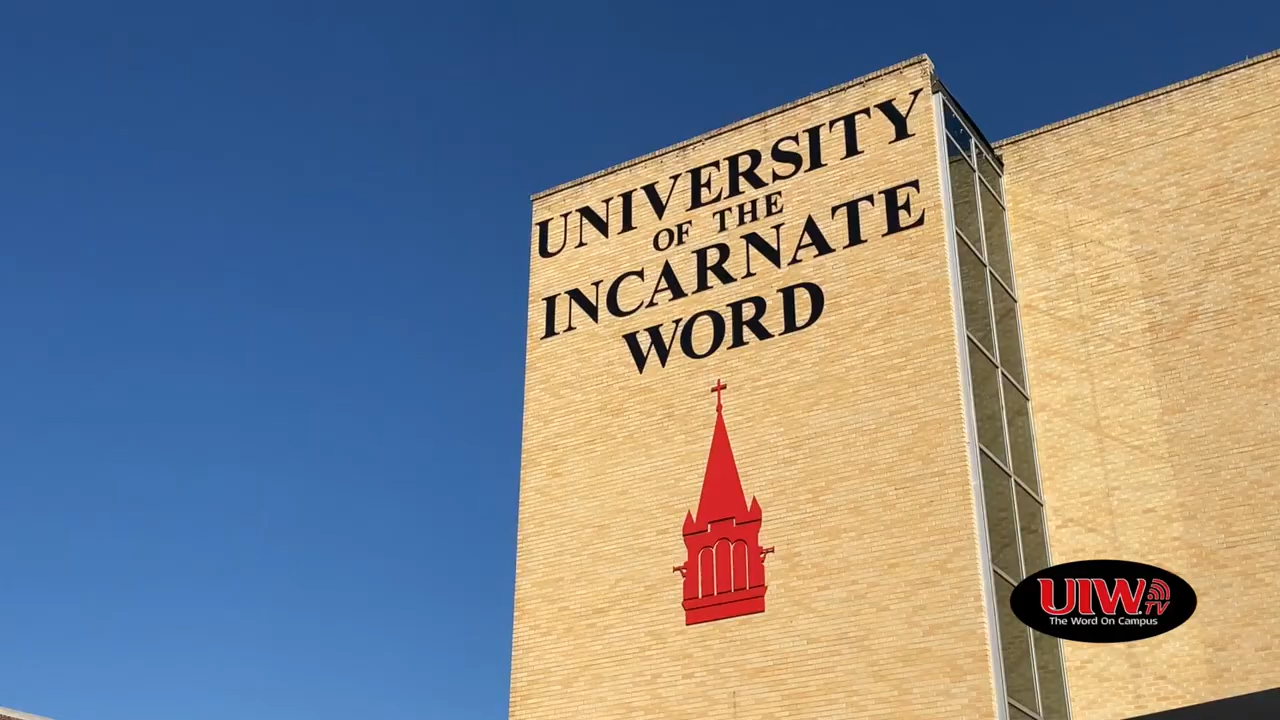 UNIVERSITY
OF THE
INCARNATE
WORD
UIW.TV
The Word On Campus